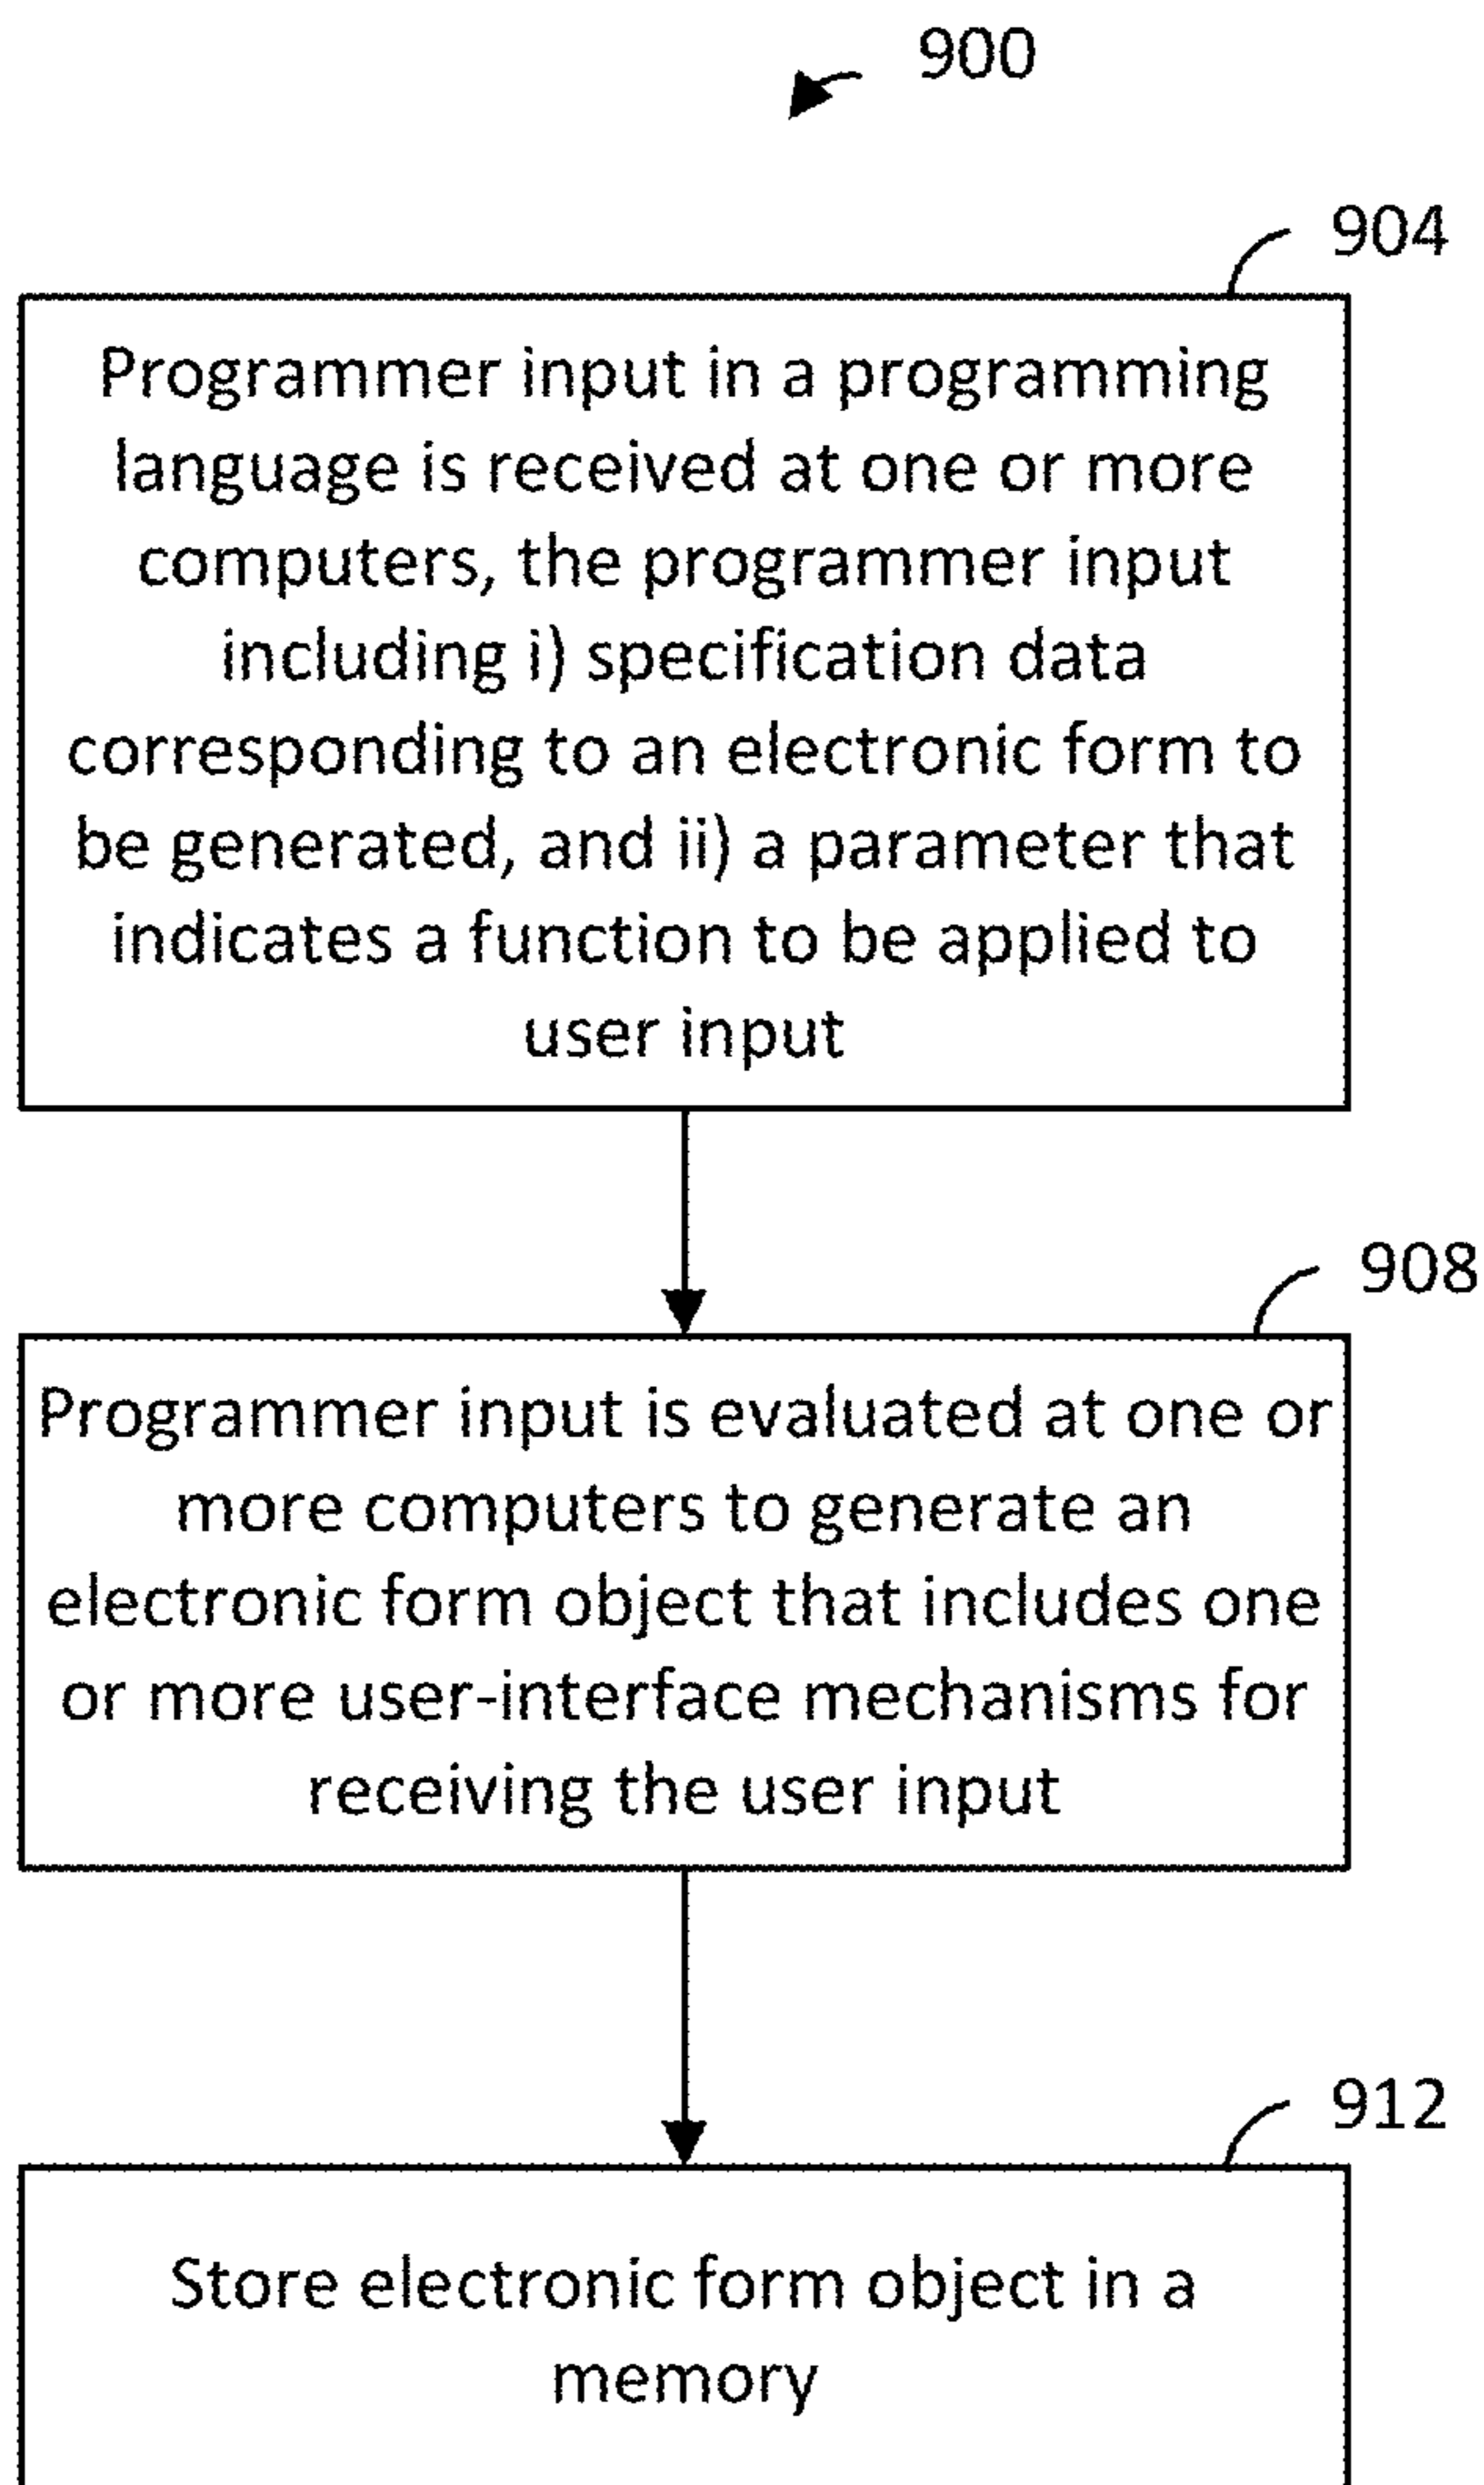 900
904
Programmer input in a programming
language is received at one or more
computers, the programmer input
including i) specification data
corresponding to an electronic form to
be generated, and ii) a parameter that
indicates a function to be applied to
user input
908
Programmer input is evaluated at one or
more computers to generate an
electronic form object that includes one
or more user-interface mechanisms for
receiving the user input
912
Store electronic form object in a
memory